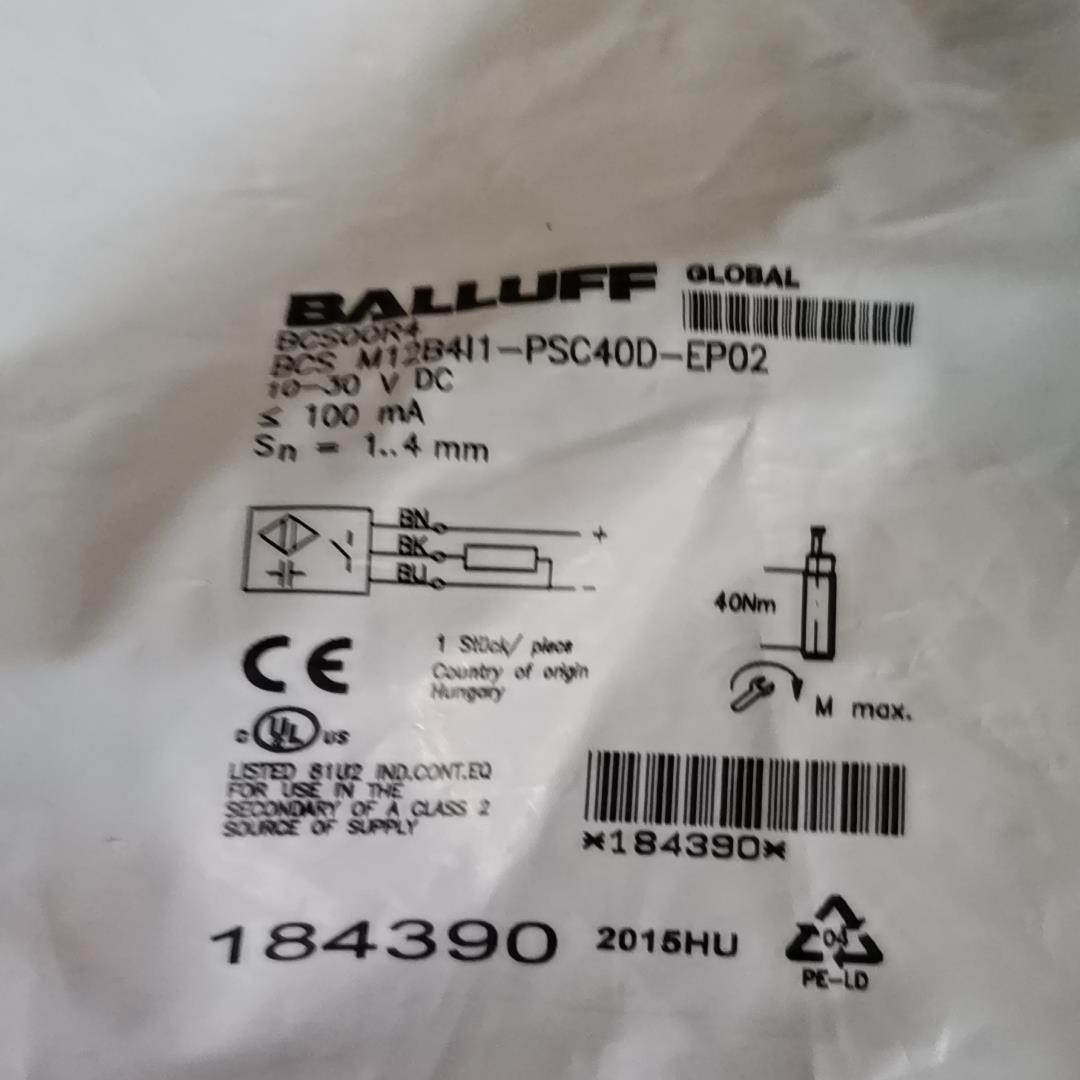 BALLUFF GLOBAL
BCS00R4
BCS M12B4I1-PSC40D-EP02
10-30 V DC
≤ 100 mA
Sn = 1..4 mm
BN +
BK
BU -
40Nm
M max.
CE
1 Stück/ piece
Country of origin
Hungary
c UL US
LISTED 81U2 IND.CONT.EQ
FOR USE IN THE
SECONDARY OF A CLASS 2
SOURCE OF SUPPLY
*184390*
184390 2015HU
04
PE-LD